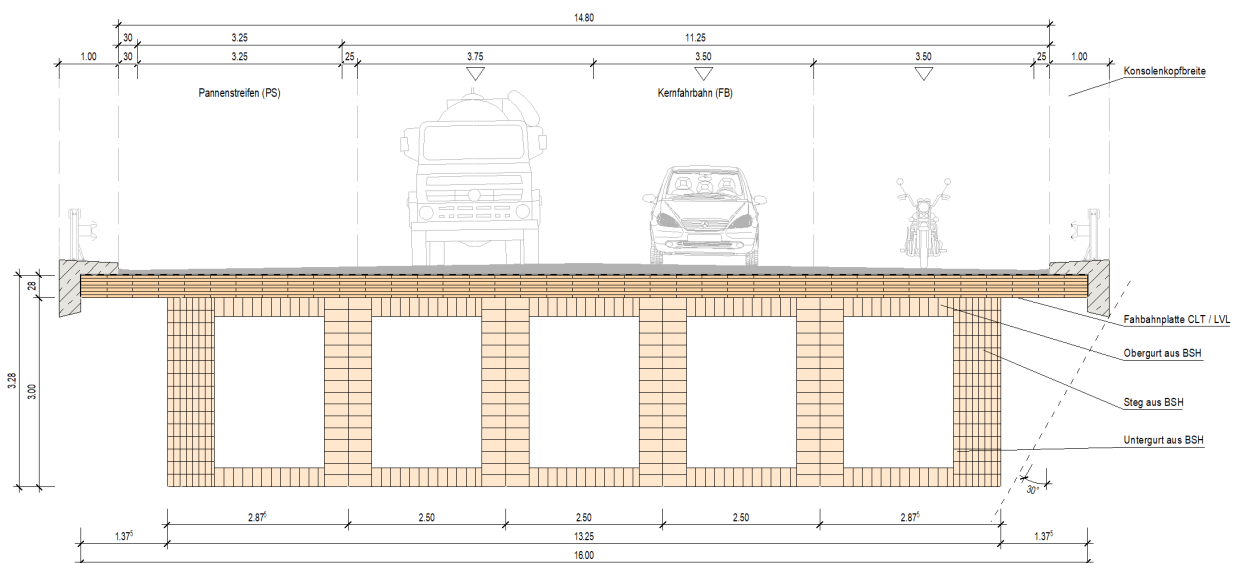 14.80
30 3.25 11.25
1.00 30 3.25 25 3.75 3.50 3.50 25 1.00
Konsolenkopfbreite
Pannenstreifen (PS) Kernfahrbahn (FB)
28
Fahbahnplatte CLT / LVL
Obergurt aus BSH
3.28 3.00
Steg aus BSH
Untergurt aus BSH
30°
2.87⁵ 2.50 2.50 2.50 2.87⁵
1.37⁵ 13.25 1.37⁵
16.00